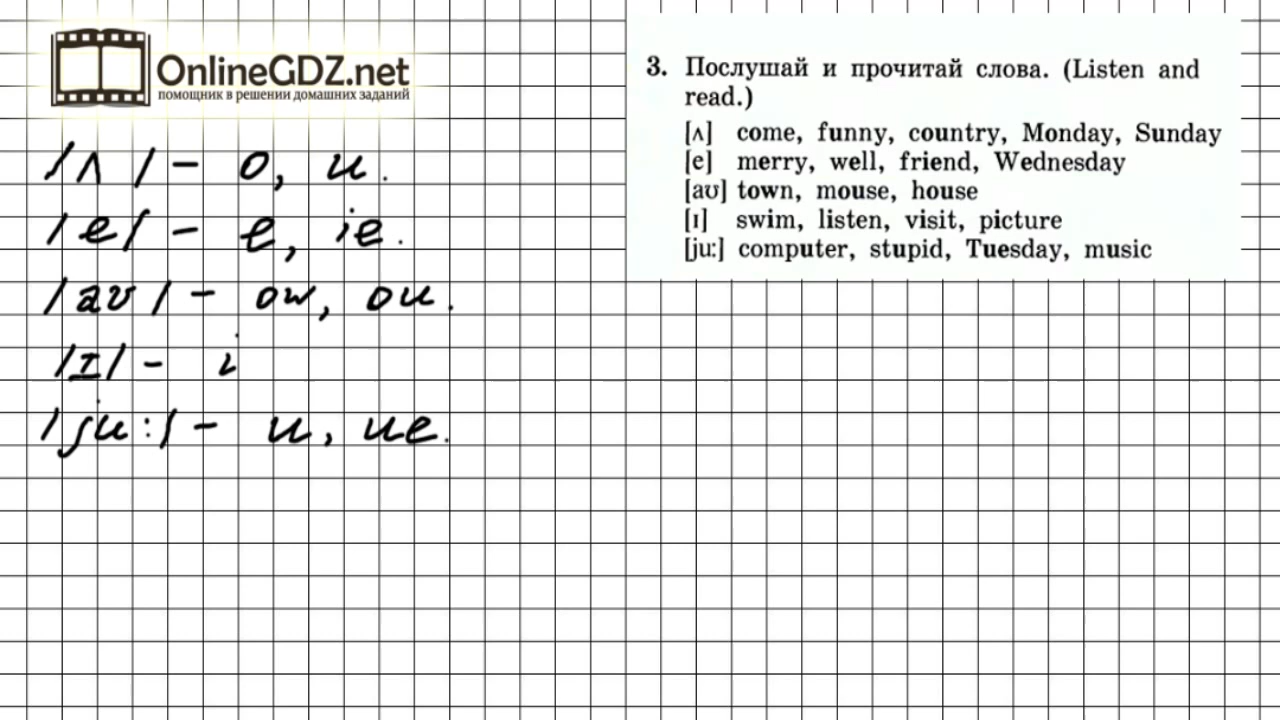 OnlineGDZ.net
помощник в решении домашних заданий
3. Послушай и прочитай слова. (Listen and
read.)
[ʌ] come, funny, country, Monday, Sunday
[e] merry, well, friend, Wednesday
[aʊ] town, mouse, house
[ɪ] swim, listen, visit, picture
[ju:] computer, stupid, Tuesday, music
/ʌ/ - o, u.
/e/ - e, ie.
/aʊ/ - ow, ou.
/ɪ/ - i
/ju:/ - u, ue.